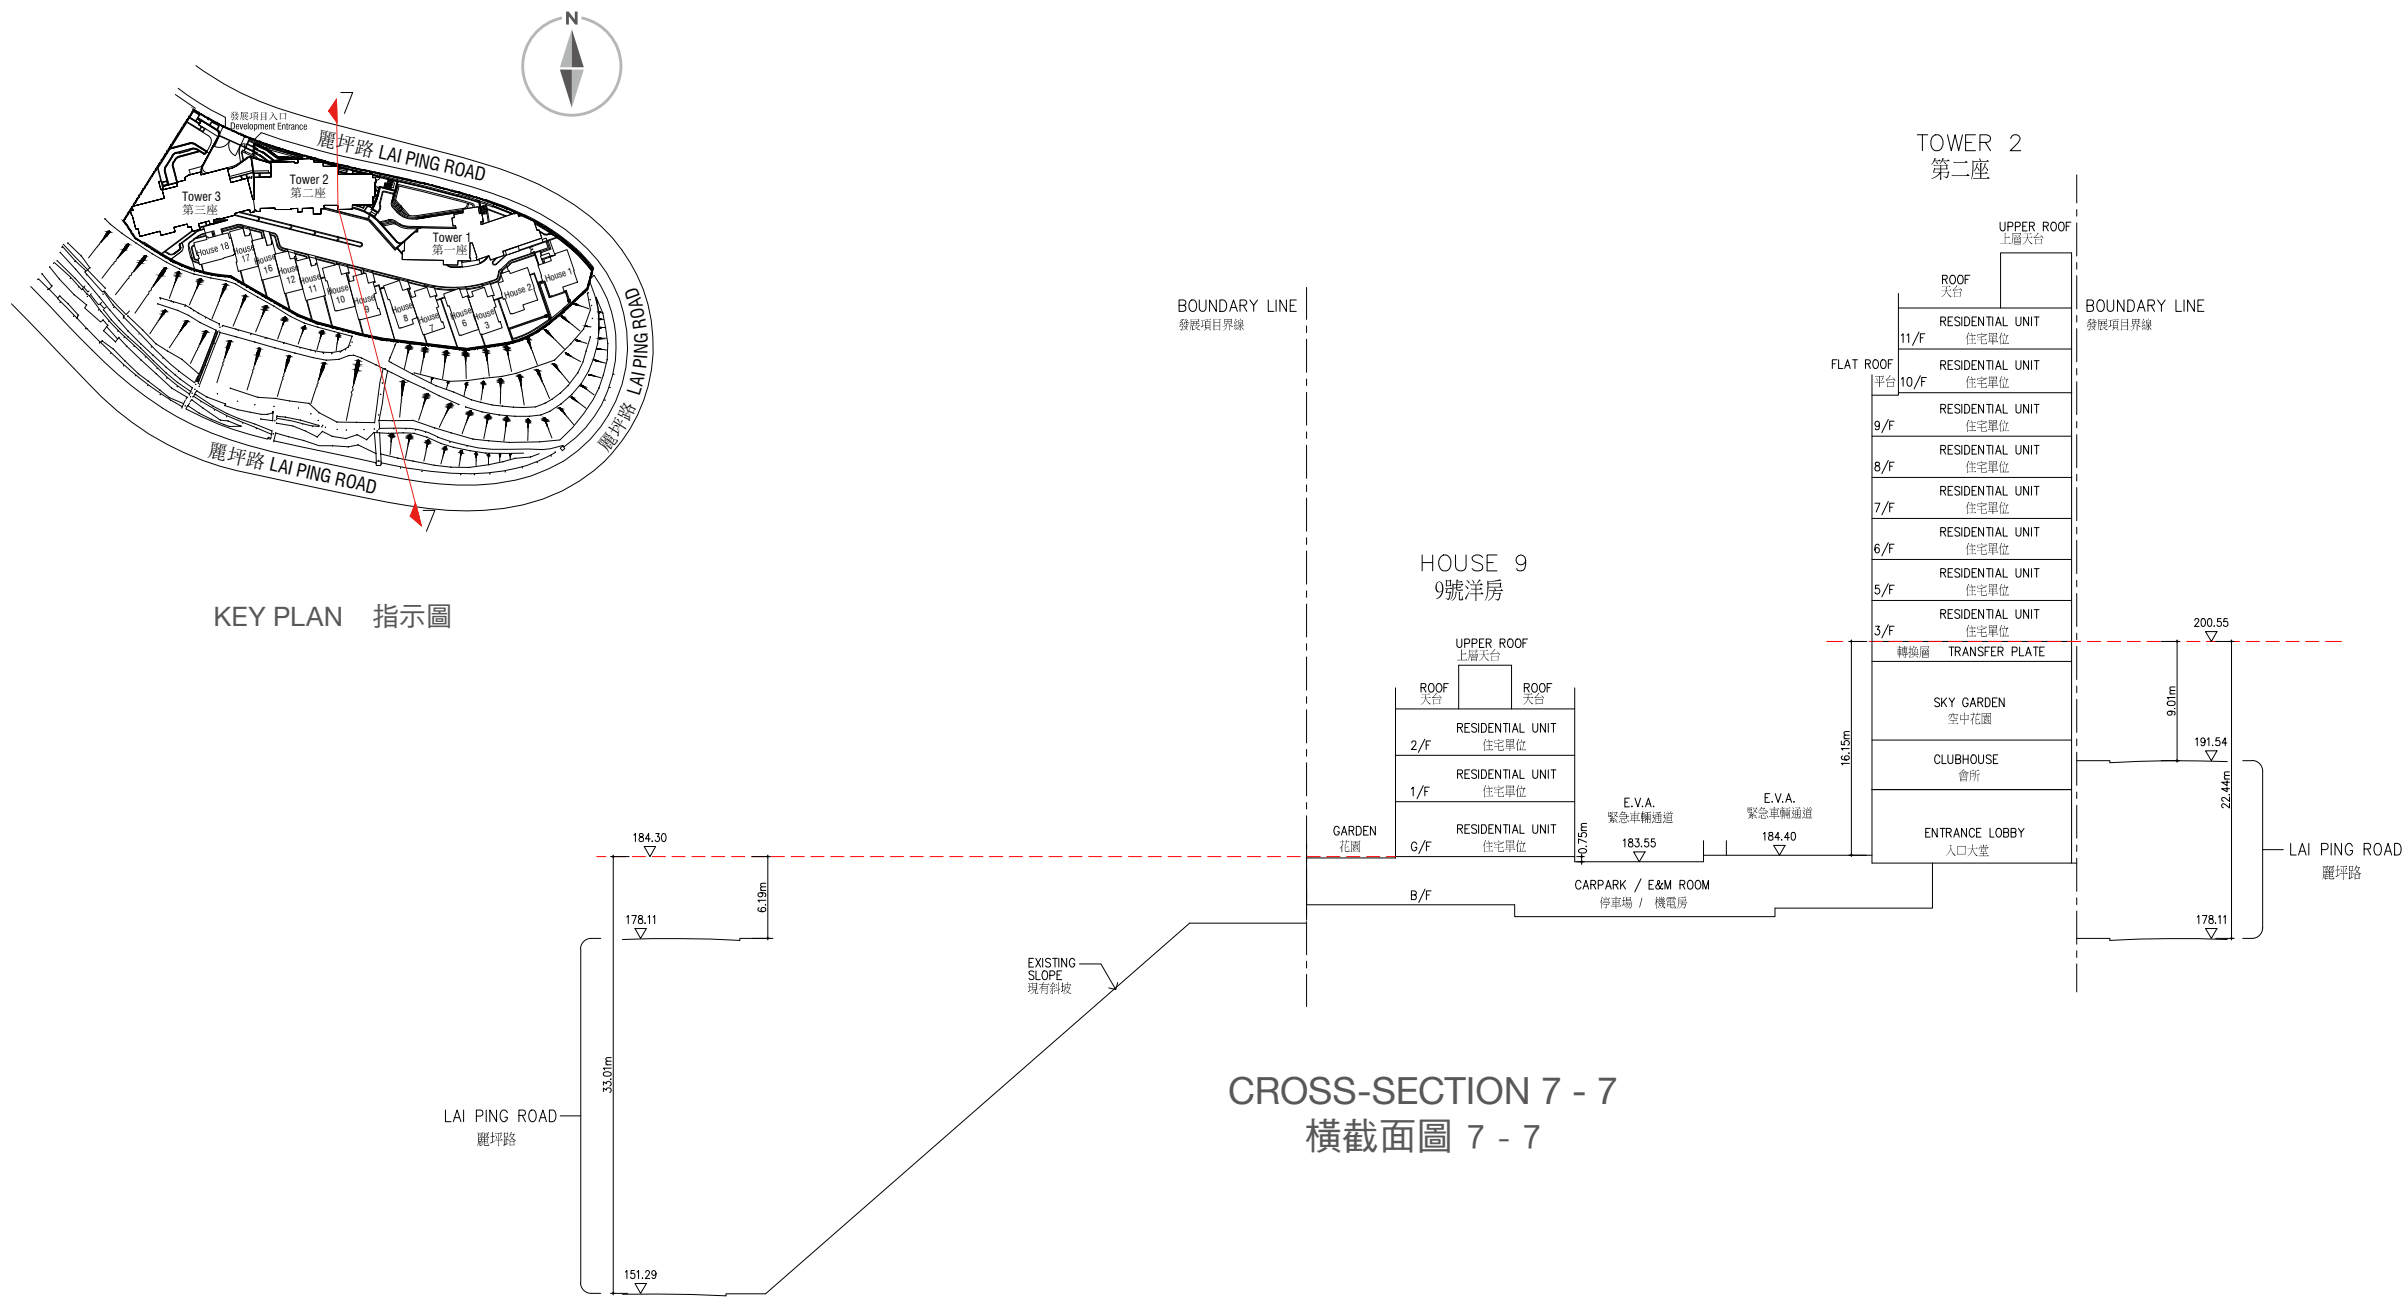 N
7
發展項目入口
Development Entrance
麗坪路 LAI PING ROAD
Tower 3
第三座
Tower 2
第二座
Tower 1
第一座
House 18
House
17
House
16
House
12
House
11
House
10
House
9
House
8
House
7
House
6
House
3
House 2
House 1
麗坪路 LAI PING ROAD
麗坪路 LAI PING ROAD
7
KEY PLAN 指示圖
TOWER 2
第二座
UPPER ROOF
上層天台
ROOF
天台
BOUNDARY LINE
發展項目界線
BOUNDARY LINE
發展項目界線
RESIDENTIAL UNIT
11/F 住宅單位
FLAT ROOF
平台
RESIDENTIAL UNIT
10/F 住宅單位
RESIDENTIAL UNIT
9/F 住宅單位
RESIDENTIAL UNIT
8/F 住宅單位
RESIDENTIAL UNIT
7/F 住宅單位
RESIDENTIAL UNIT
6/F 住宅單位
RESIDENTIAL UNIT
5/F 住宅單位
RESIDENTIAL UNIT
3/F 住宅單位
轉換層 TRANSFER PLATE
SKY GARDEN
空中花園
CLUBHOUSE
會所
ENTRANCE LOBBY
入口大堂
200.55
9.01m
191.54
22.44m
178.11
LAI PING ROAD
麗坪路
16.15m
HOUSE 9
9號洋房
UPPER ROOF
上層天台
ROOF
天台
ROOF
天台
RESIDENTIAL UNIT
2/F 住宅單位
RESIDENTIAL UNIT
1/F 住宅單位
RESIDENTIAL UNIT
G/F 住宅單位
GARDEN
花園
0.75m
E.V.A.
緊急車輛通道
183.55
E.V.A.
緊急車輛通道
184.40
B/F
CARPARK / E&M ROOM
停車場 / 機電房
184.30
6.19m
178.11
33.01m
151.29
LAI PING ROAD
麗坪路
EXISTING
SLOPE
現有斜坡
CROSS-SECTION 7 - 7
橫截面圖 7 - 7